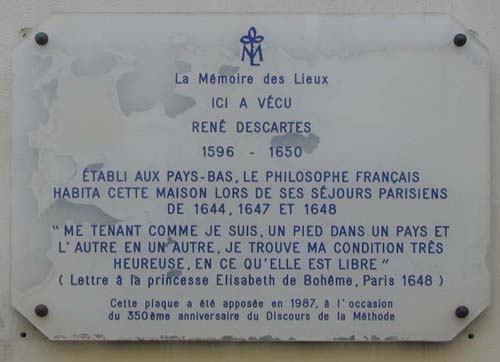 La Mémoire des Lieux
ICI A VÉCU
RENÉ DESCARTES
1596 - 1650
ÉTABLI AUX PAYS-BAS, LE PHILOSOPHE FRANÇAIS
HABITA CETTE MAISON LORS DE SES SÉJOURS PARISIENS
DE 1644, 1647 ET 1648
“ ME TENANT COMME JE SUIS, UN PIED DANS UN PAYS ET
L'AUTRE EN UN AUTRE, JE TROUVE MA CONDITION TRÈS
HEUREUSE, EN CE QU'ELLE EST LIBRE ”
( Lettre à la princesse Elisabeth de Bohême, Paris 1648 )
Cette plaque a été apposée en 1987, à l'occasion
du 350ème anniversaire du Discours de la Méthode